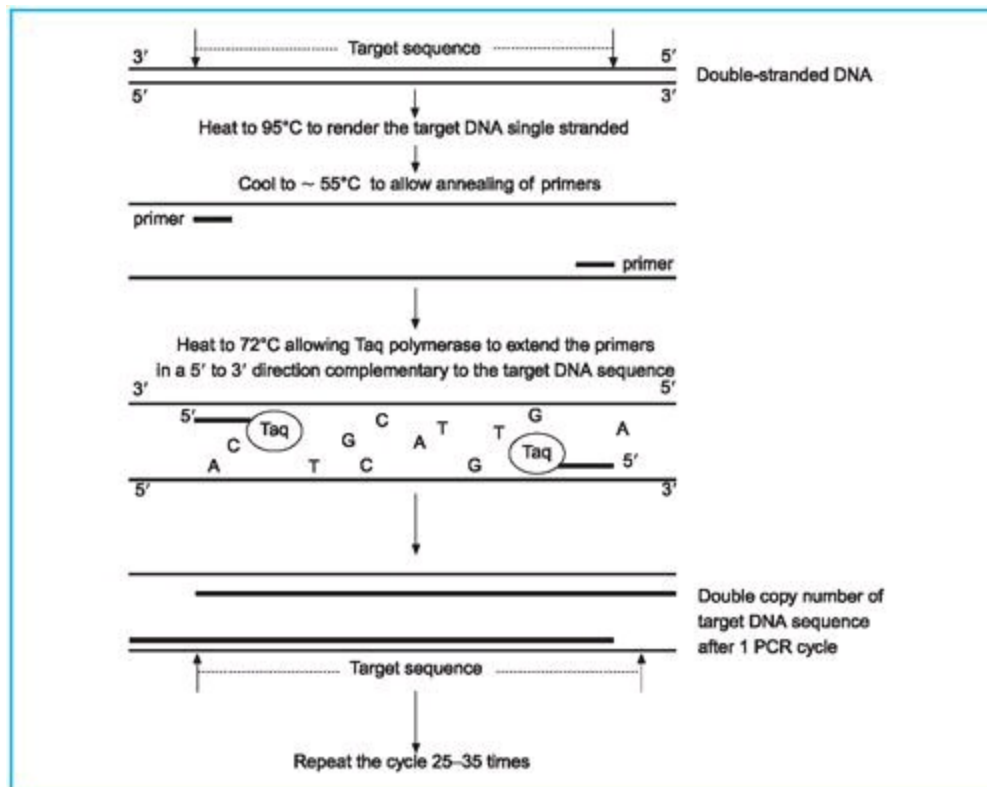 Target sequence
3′ 5′
Double-stranded DNA
5′ 3′
Heat to 95°C to render the target DNA single stranded
Cool to ~ 55°C to allow annealing of primers
primer
primer
Heat to 72°C allowing Taq polymerase to extend the primers
in a 5′ to 3′ direction complementary to the target DNA sequence
3′ 5′
5′ Taq C G A
C G A T T Taq 5′
A T C G
5′ 3′
Double copy number of
target DNA sequence
after 1 PCR cycle
Target sequence
Repeat the cycle 25–35 times